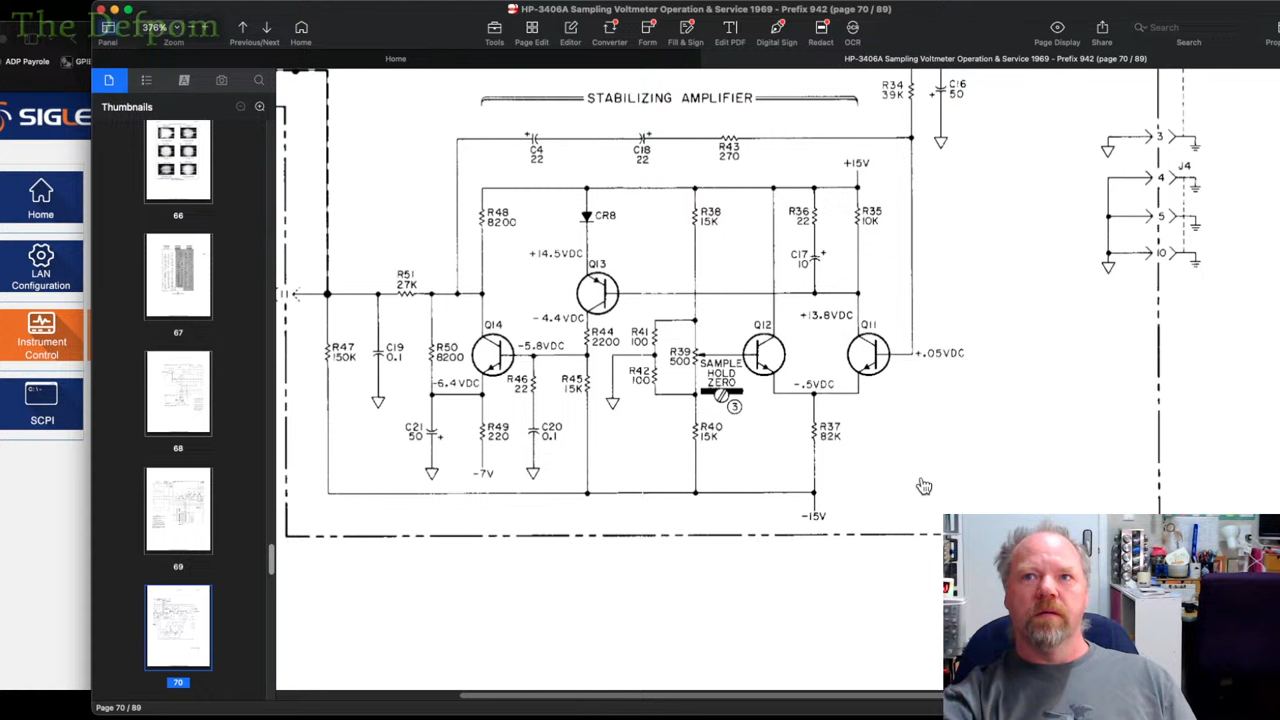 The Defpom
HP-3406A Sampling Voltmeter Operation & Service 1969 - Prefix 942 (page 70 / 89)
376%
Panel
Zoom
Previous/Next
Home
Tools
Page Edit
Editor
Converter
Form
Fill & Sign
Edit PDF
Digital Sign
Redact
OCR
Page Display
Share
Search
Search
ADP Payrole
GPI
Home
HP-3406A Sampling Voltmeter Operation & Service 1969 - Prefix 942 (page 70 / 89)
Thumbnails
SIGLE
Home
LAN
Configuration
Instrument
Control
SCPI
66
67
68
69
70
Page 70 / 89
STABILIZING AMPLIFIER
R34
39K
C16
50
C4
22
C18
22
R43
270
+15V
3
J4
4
5
10
R48
8200
CR8
R38
15K
R36
22
R35
10K
+14.5VDC
Q13
C17
10
R51
27K
-4.4VDC
+13.8VDC
Q14
R44
2200
R41
100
Q12
Q11
R47
150K
C19
0.1
R50
8200
-5.8VDC
R39
500
+.05VDC
SAMPLE
HOLD
ZERO
3
-6.4VDC
R46
22
R45
15K
R42
100
-.5VDC
C21
50
R49
220
C20
0.1
R40
15K
R37
82K
-7V
-15V